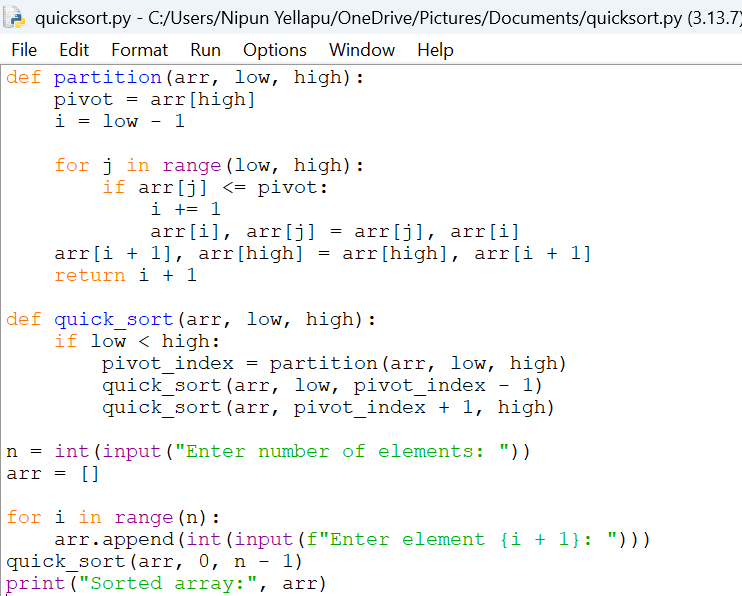 quicksort.py - C:/Users/Nipun Yellapu/OneDrive/Pictures/Documents/quicksort.py (3.13.7)
File Edit Format Run Options Window Help
def partition(arr, low, high):
    pivot = arr[high]
    i = low - 1

    for j in range(low, high):
        if arr[j] <= pivot:
            i += 1
            arr[i], arr[j] = arr[j], arr[i]
    arr[i + 1], arr[high] = arr[high], arr[i + 1]
    return i + 1

def quick_sort(arr, low, high):
    if low < high:
        pivot_index = partition(arr, low, high)
        quick_sort(arr, low, pivot_index - 1)
        quick_sort(arr, pivot_index + 1, high)

n = int(input("Enter number of elements: "))
arr = []

for i in range(n):
    arr.append(int(input(f"Enter element {i + 1}: ")))
quick_sort(arr, 0, n - 1)
print("Sorted array:", arr)